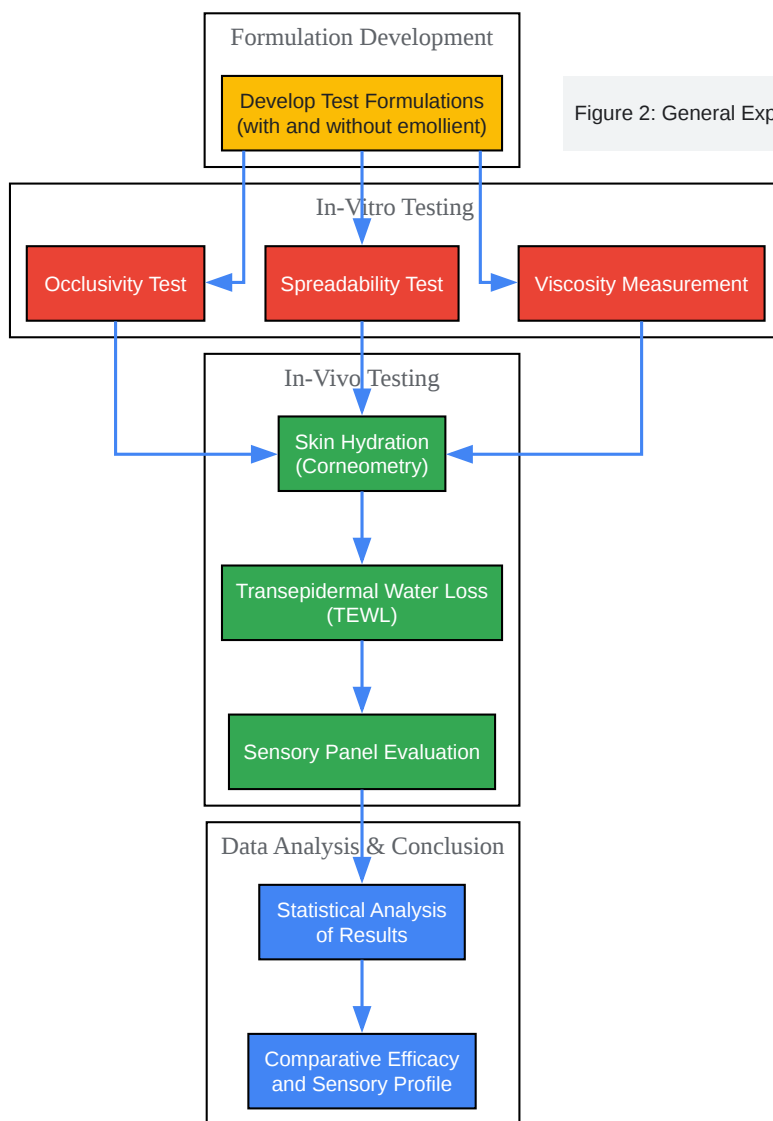 Formulation Development
Develop Test Formulations
(with and without emollient)
Figure 2: General Exp
In-Vitro Testing
Occlusivity Test
Spreadability Test
Viscosity Measurement
In-Vivo Testing
Skin Hydration
(Corneometry)
Transepidermal Water Loss
(TEWL)
Sensory Panel Evaluation
Data Analysis & Conclusion
Statistical Analysis
of Results
Comparative Efficacy
and Sensory Profile